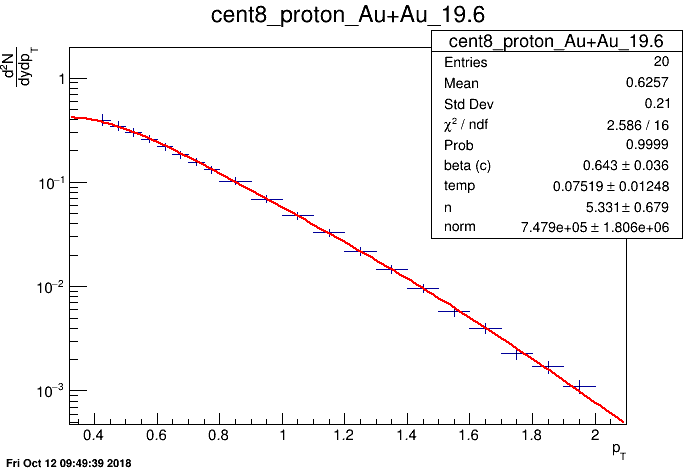 cent8_proton_Au+Au_19.6
d²N
dydp_T
cent8_proton_Au+Au_19.6
Entries 20
Mean 0.6257
Std Dev 0.21
χ² / ndf 2.586 / 16
Prob 0.9999
beta (c) 0.643 ± 0.036
temp 0.07519 ± 0.01248
n 5.331 ± 0.679
norm 7.479e+05 ± 1.806e+06
1
10⁻¹
10⁻²
10⁻³
0.4 0.6 0.8 1 1.2 1.4 1.6 1.8 2
p_T
Fri Oct 12 09:49:39 2018